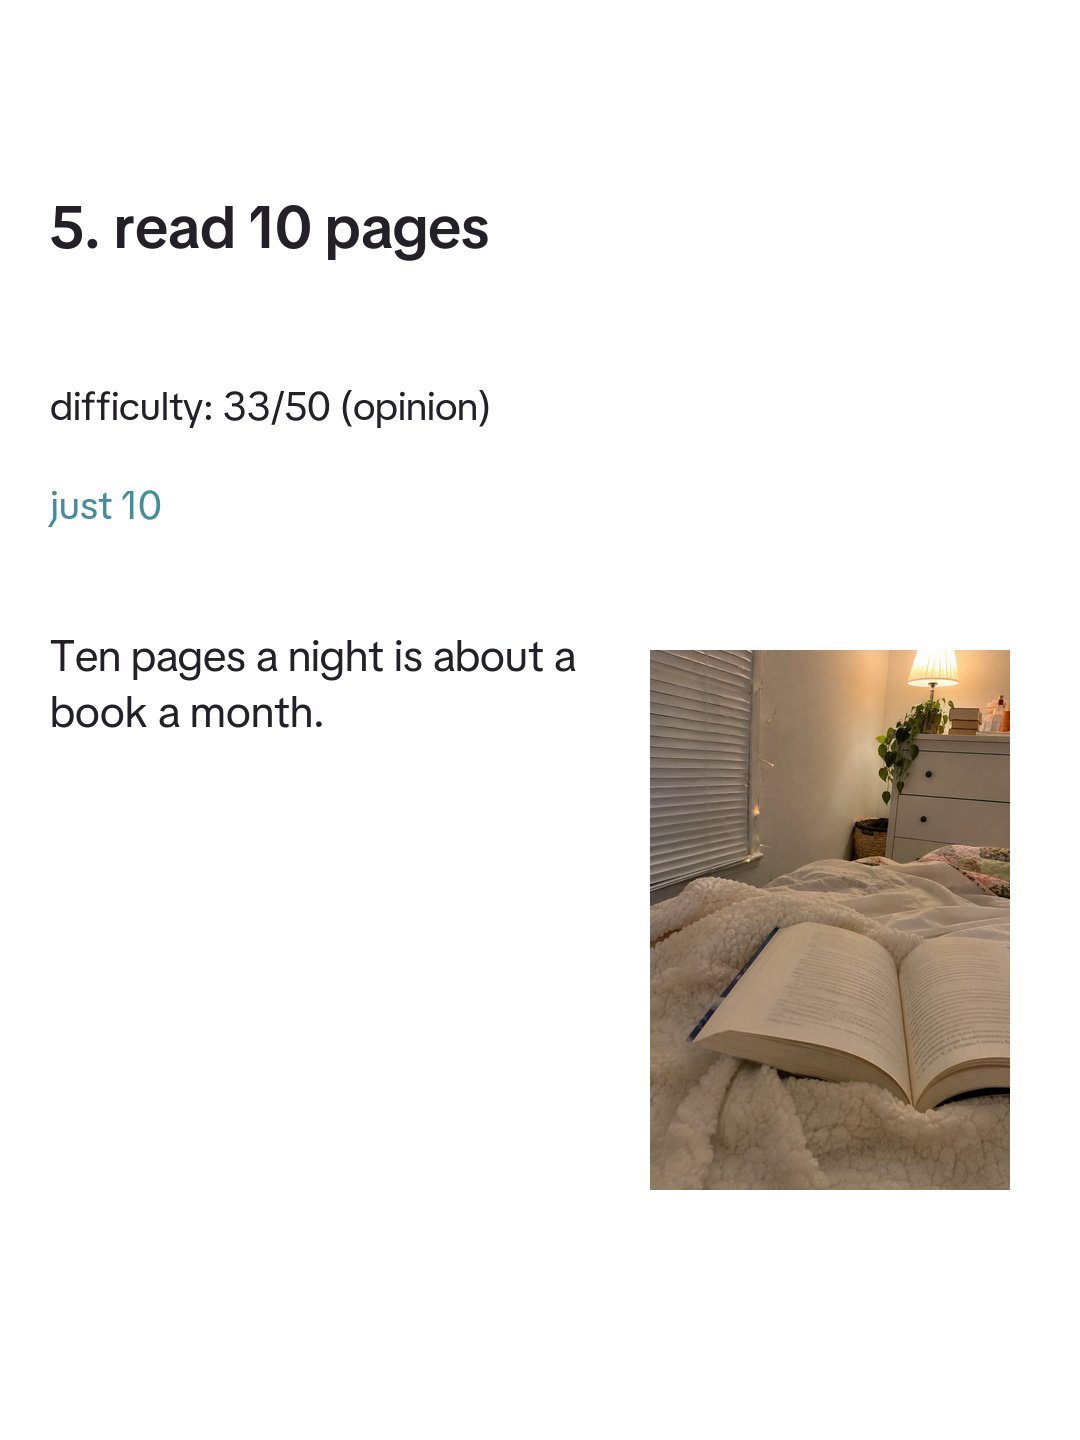 5. read 10 pages
difficulty: 33/50 (opinion)
just 10
Ten pages a night is about a
book a month.